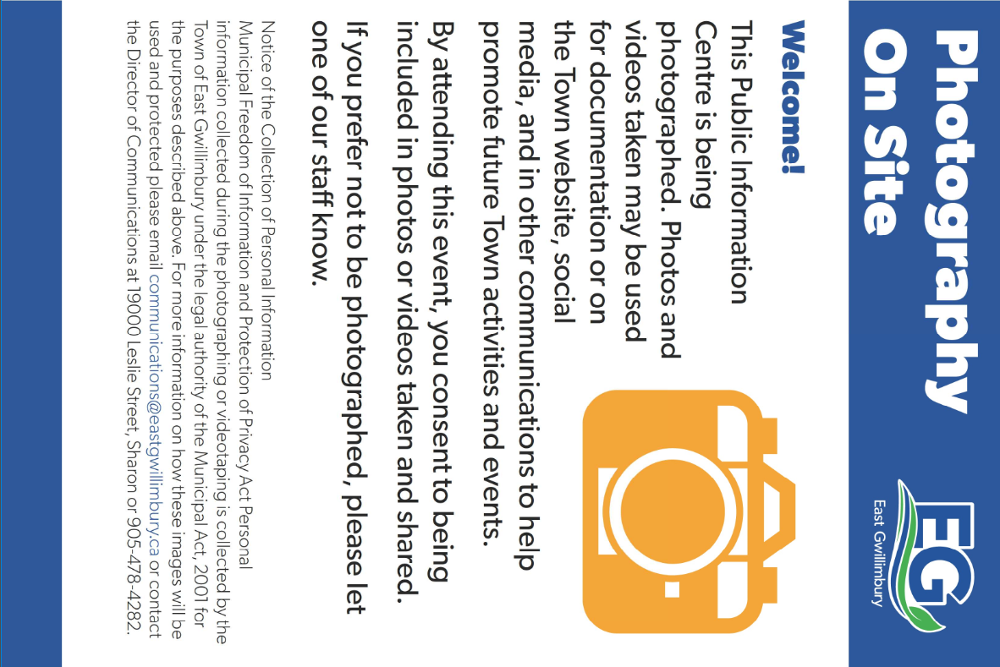 Photography
On Site
EG
East Gwillimbury
Welcome!
This Public Information
Centre is being
photographed. Photos and
videos taken may be used
for documentation or on
the Town website, social
media, and in other communications to help
promote future Town activities and events.
By attending this event, you consent to being
included in photos or videos taken and shared.
If you prefer not to be photographed, please let
one of our staff know.
Notice of the Collection of Personal Information
Municipal Freedom of Information and Protection of Privacy Act Personal
information collected during the photographing or videotaping is collected by the
Town of East Gwillimbury under the legal authority of the Municipal Act, 2001 for
the purposes described above. For more information on how these images will be
used and protected please email communications@eastgwillimbury.ca or contact
the Director of Communications at 19000 Leslie Street, Sharon or 905-478-4282.